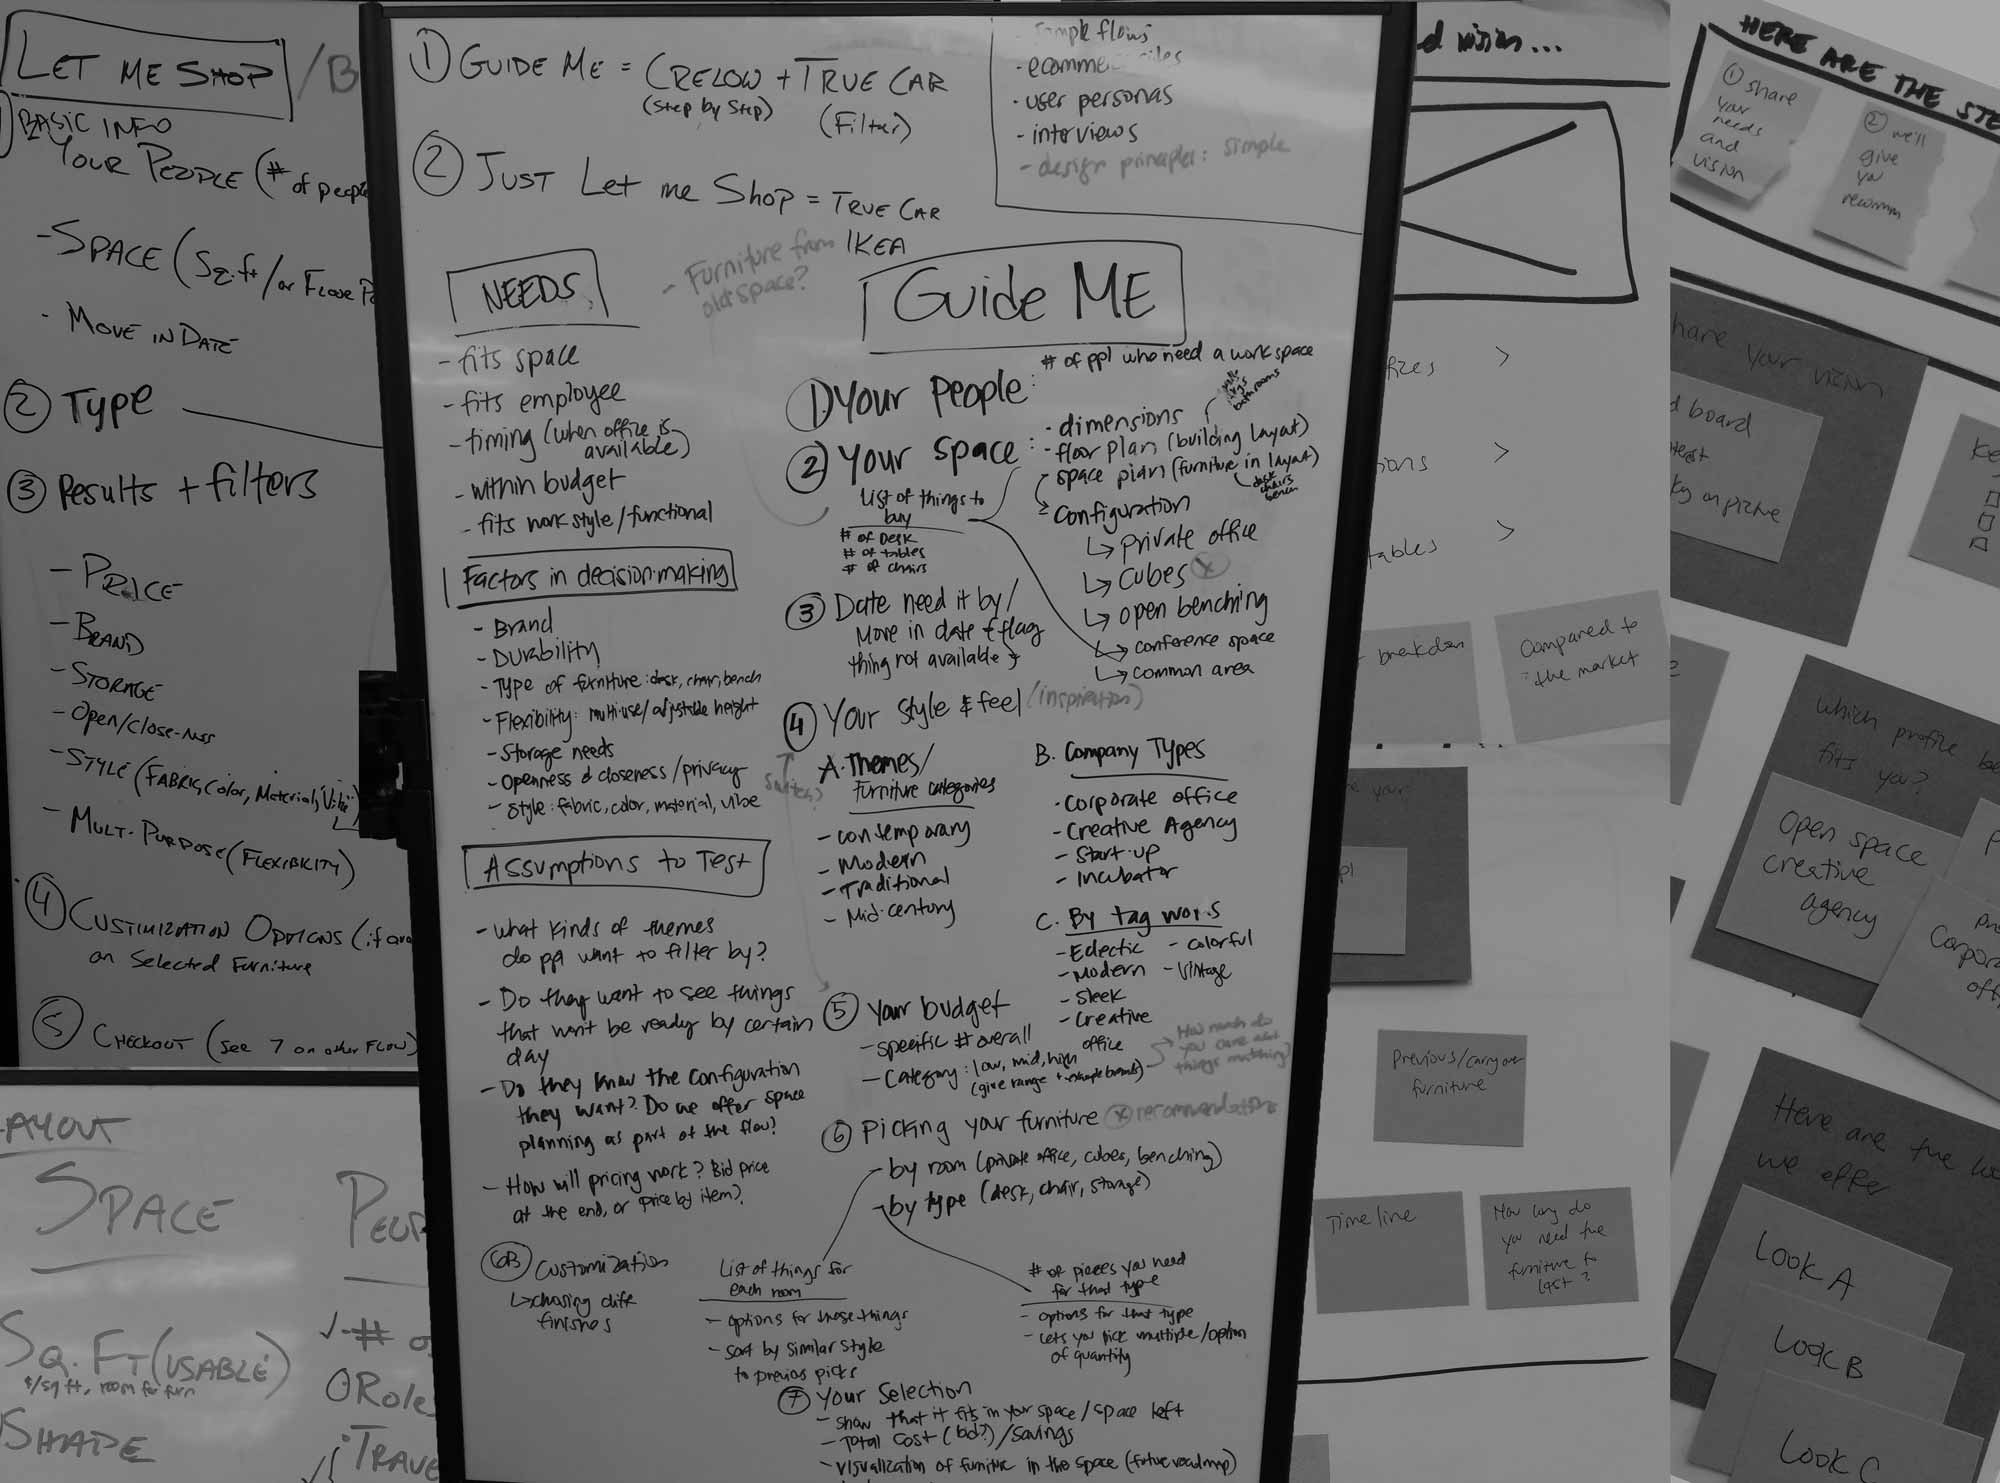 LET ME SHOP /B
1) BASIC INFO
YOUR PEOPLE (# of people
- SPACE (SQ.ft/or FLOOR
- MOVE IN DATE
② Type
③ Results + filters
- PRICE
- BRAND
- STORAGE
- Open/close-ness
- STYLE (FABRIC, Color, Material, Vibe)
- MULTI-PURPOSE (FLEXIBILITY)
④ CUSTIMIZATION OPTIONS (if
on Selected Furniture
⑤ CHECKOUT (see 7 on other FLOW)
LAYOUT
SPACE
SQ. FT (USABLE)
$/sq ft, room for furn
SHAPE
PEOP
✓-# o
Role
TRAVE
① GUIDE ME = CRELOW + TRUE CAR
(Step by Step) (Filter)
② JUST Let me Shop = TRUE CAR
IKEA
sample flows
- ecommerce
- user personas
- interviews
- design principles: simple
- Furniture from
old space?
NEEDS
- fits space
- fits employee
- timing (when office is
available)
- within budget
- fits work style/functional
Factors in decision-making
- Brand
- Durability
- Type of furniture: desk, chair, bench
- Flexibility: multi-use/adjustable height
- Storage needs
- Openness & closeness/privacy
- Style: fabric, color, material, vibe
Assumptions to Test
- What kinds of themes
do ppl want to filter by?
- Do they want to see things
that won't be ready by certain
day
- Do they know the configuration
they want? Do we offer space
planning as part of the flow?
- How will pricing work? Bid price
at the end, or price by item?
6B Customization
↳ chosing diff
finishes
Guide ME
1) Your people: # of ppl who need a work space
② Your space: - dimensions
- floor plan (building layout)
bathrooms
- space plan (furniture in layout)
desk
chairs
bench
List of things to
buy
# of Desk
# of tables
# of chairs
Configuration
↳ private office
↳ cubes x
↳ open benching
↳ conference space
↳ common area
③ Date need it by/
Move in date & flag
thing not available
④ Your style & feel (inspiration)
switch?
A. Themes/
Furniture categories
- contemporary
- Modern
- Traditional
- Mid-century
B. Company Types
- Corporate office
- Creative Agency
- Start-up
- Incubator
C. By tag wor.s
- Eclectic - colorful
- Modern - Vintage
- Sleek
- Creative
⑤ Your budget
- specific # overall
- Category: low, mid, high office
(give range + example brands)
How much do
you care about
things matching)
⑥ Picking your furniture x recommendations
- by room (private office, cubes, benching)
- by type (desk, chair, storage)
List of things for
each room
- options for those things
- sort by similar style
to previous picks
# of pieces you need
for that type
- options for that type
- Lets you pick multiple/option
of quantity
⑦ Your Selection
- show that it fits in your space/space left
- Total cost (bid?)/savings
- visualization of furniture in the space (future roadmap)
d vision...
>
>
tables >
breakdown
Compared to
the market
Previous/carry over
furniture
Timeline
How long do
you need the
furniture to
last?
HERE ARE THE STE
① Share
your
needs
and
vision
② we'll
give
you
recomm
hare your vision
board
Which profile be
fits you?
Open space
creative
agency
Corpora
offi
Here are the
we offer
Look A
Look B
Look C